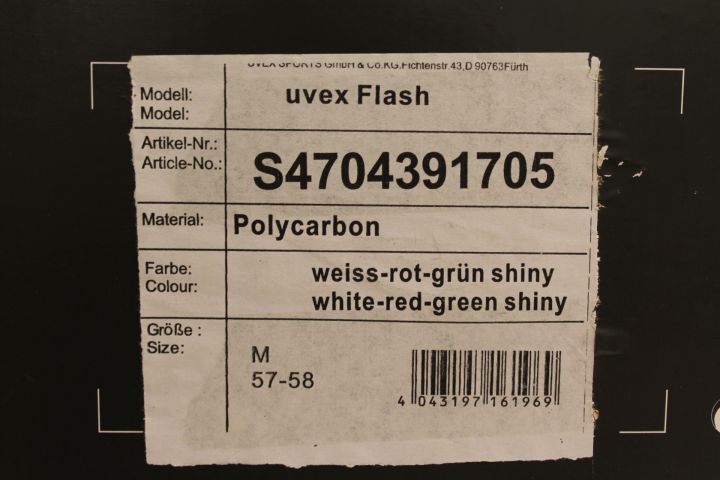 UVEX SPORTS GmbH & Co.KG.Fichtenstr.43,D 90763Fürth
Modell:
Model:
uvex Flash
Artikel-Nr.:
Article-No.:
S4704391705
Material:
Polycarbon
Farbe:
Colour:
weiss-rot-grün shiny
white-red-green shiny
Größe :
Size:
M
57-58
4 043197 161969